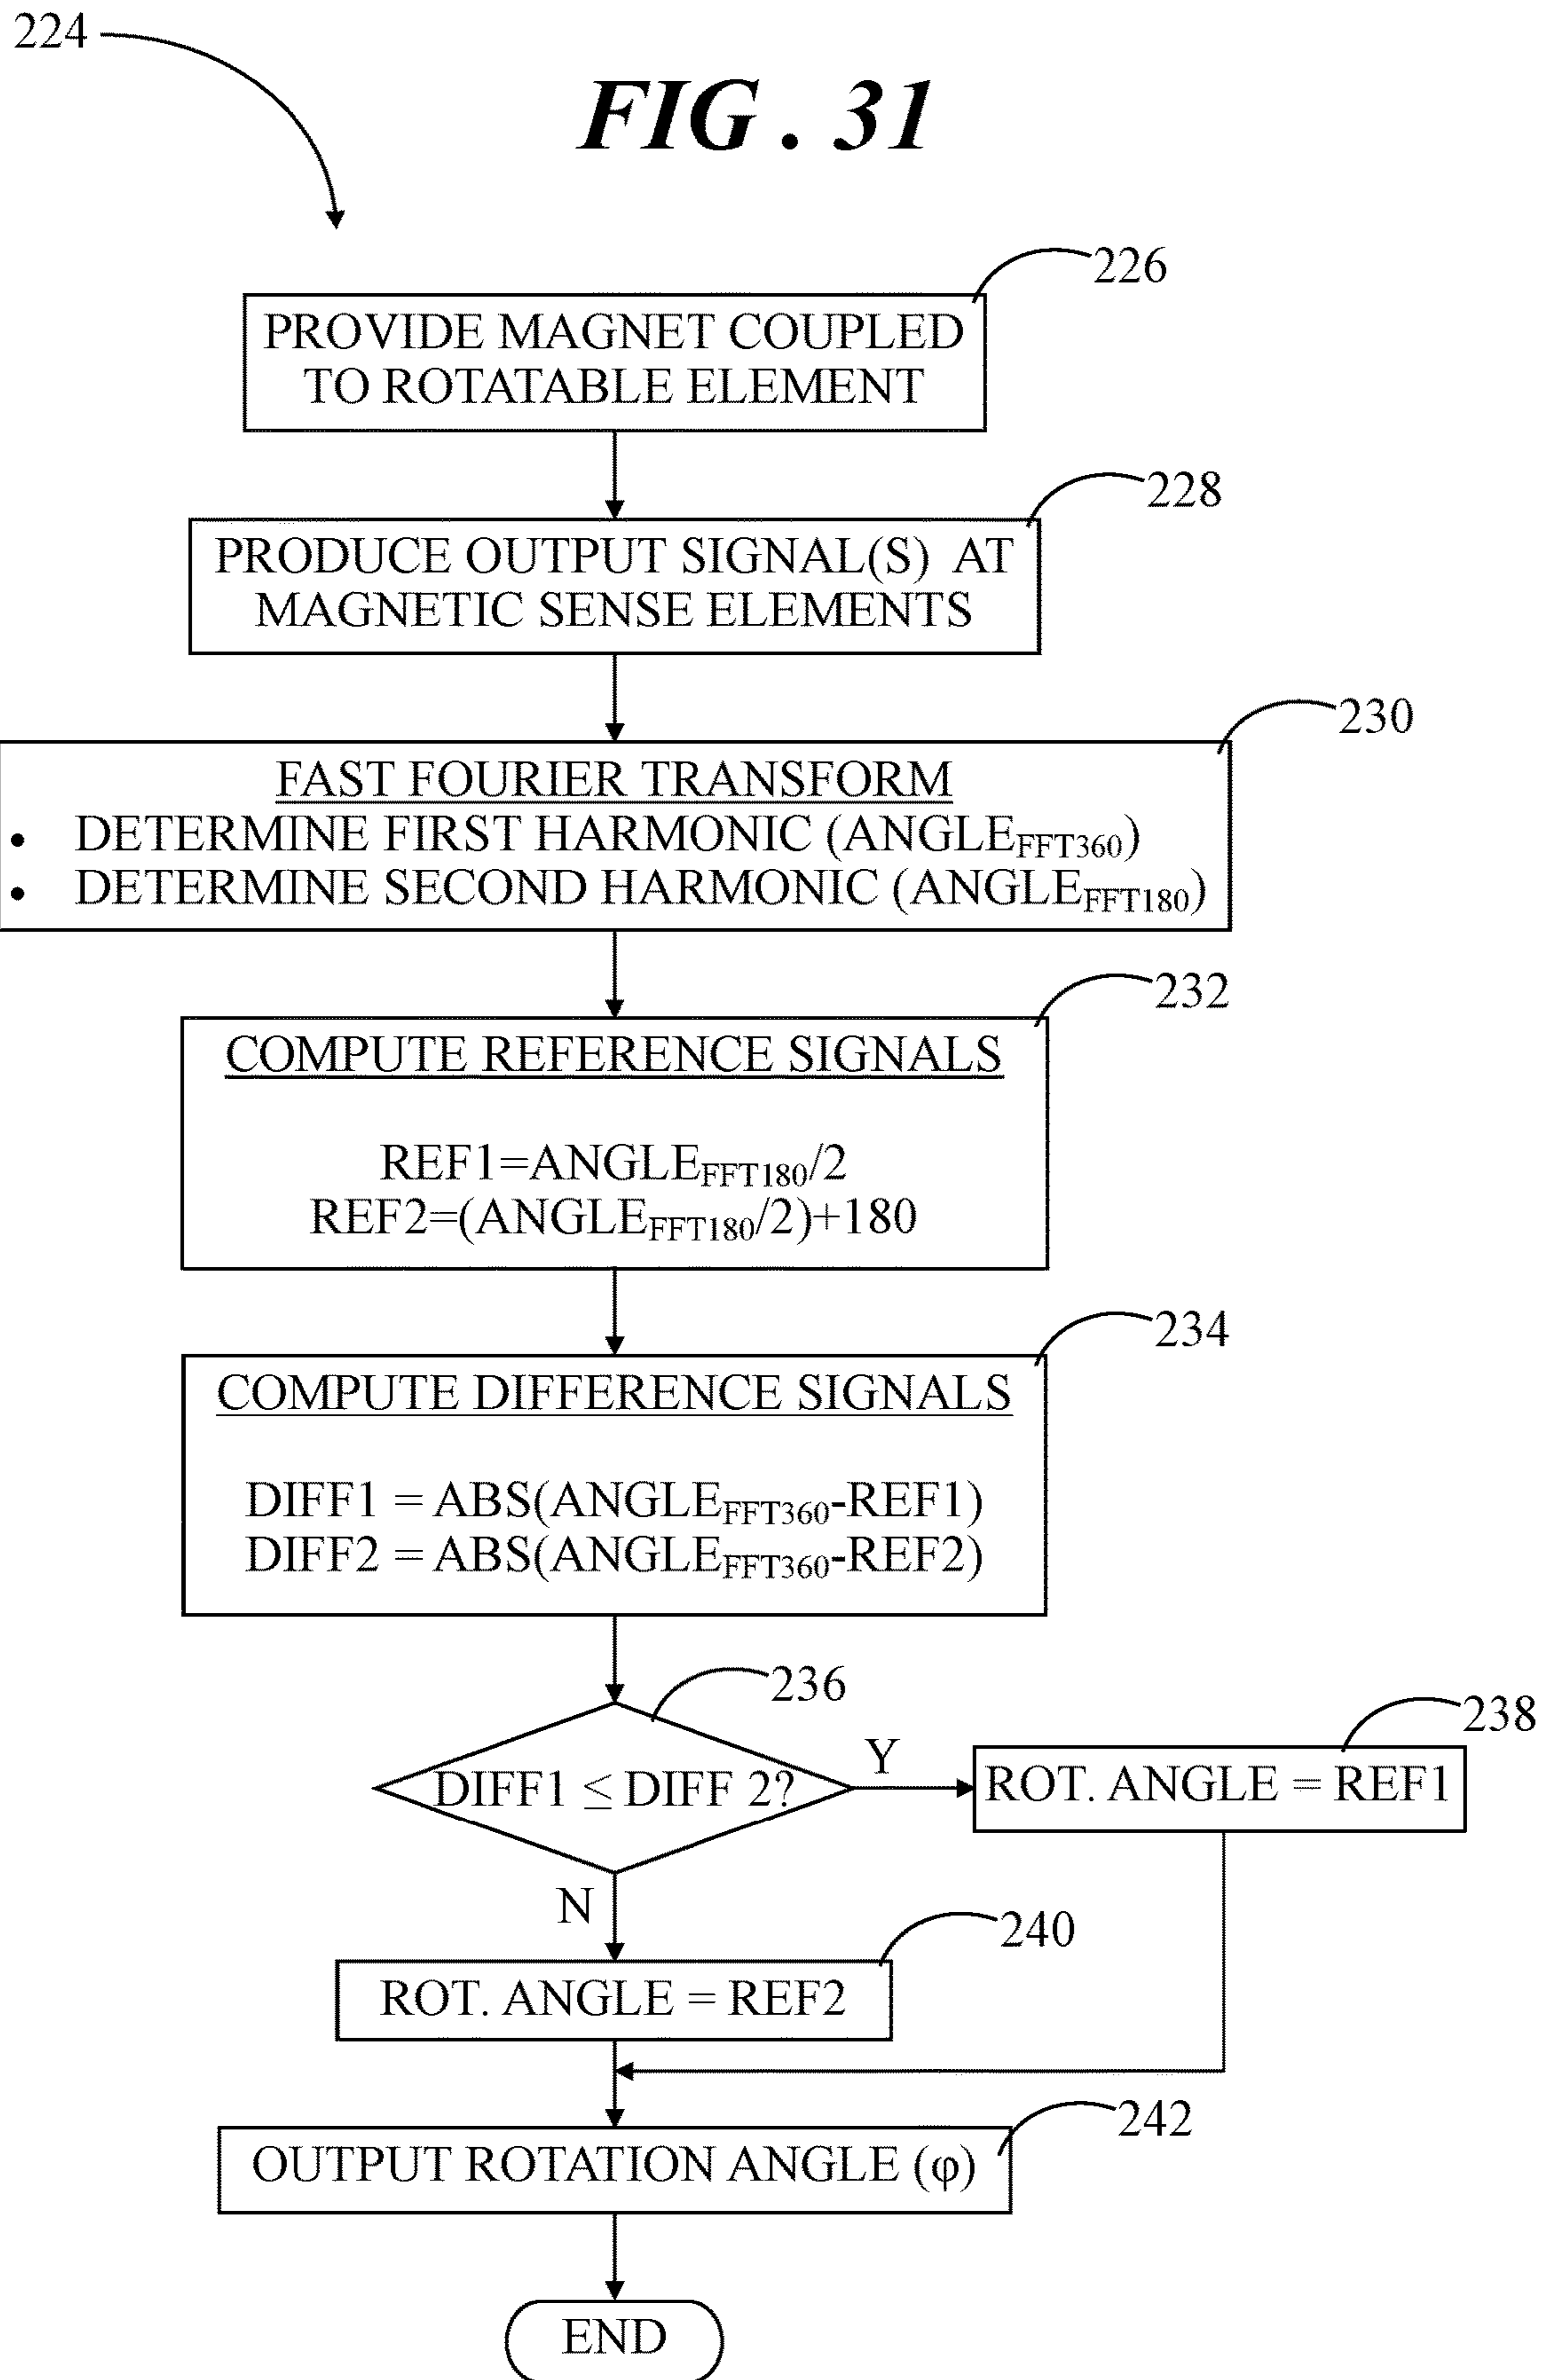 224
FIG . 31
226
PROVIDE MAGNET COUPLED
TO ROTATABLE ELEMENT
228
PRODUCE OUTPUT SIGNAL(S) AT
MAGNETIC SENSE ELEMENTS
230
FAST FOURIER TRANSFORM
• DETERMINE FIRST HARMONIC (ANGLEFFT360)
• DETERMINE SECOND HARMONIC (ANGLEFFT180)
232
COMPUTE REFERENCE SIGNALS
REF1=ANGLEFFT180/2
REF2=(ANGLEFFT180/2)+180
234
COMPUTE DIFFERENCE SIGNALS
DIFF1 = ABS(ANGLEFFT360-REF1)
DIFF2 = ABS(ANGLEFFT360-REF2)
236
DIFF1 ≤ DIFF 2?
Y
238
ROT. ANGLE = REF1
N
240
ROT. ANGLE = REF2
242
OUTPUT ROTATION ANGLE (φ)
END